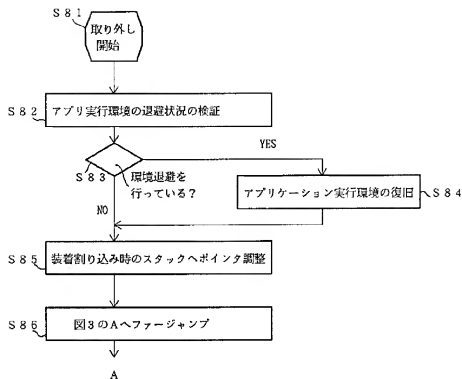 S81
取り外し
開始
S82
アプリ実行環境の退避状況の検証
YES
S83
環境退避を
行っている？
アプリケーション実行環境の復旧
S84
NO
S85
装着割り込み時のスタックへポインタ調整
S86
図3のAへファージャンプ
A